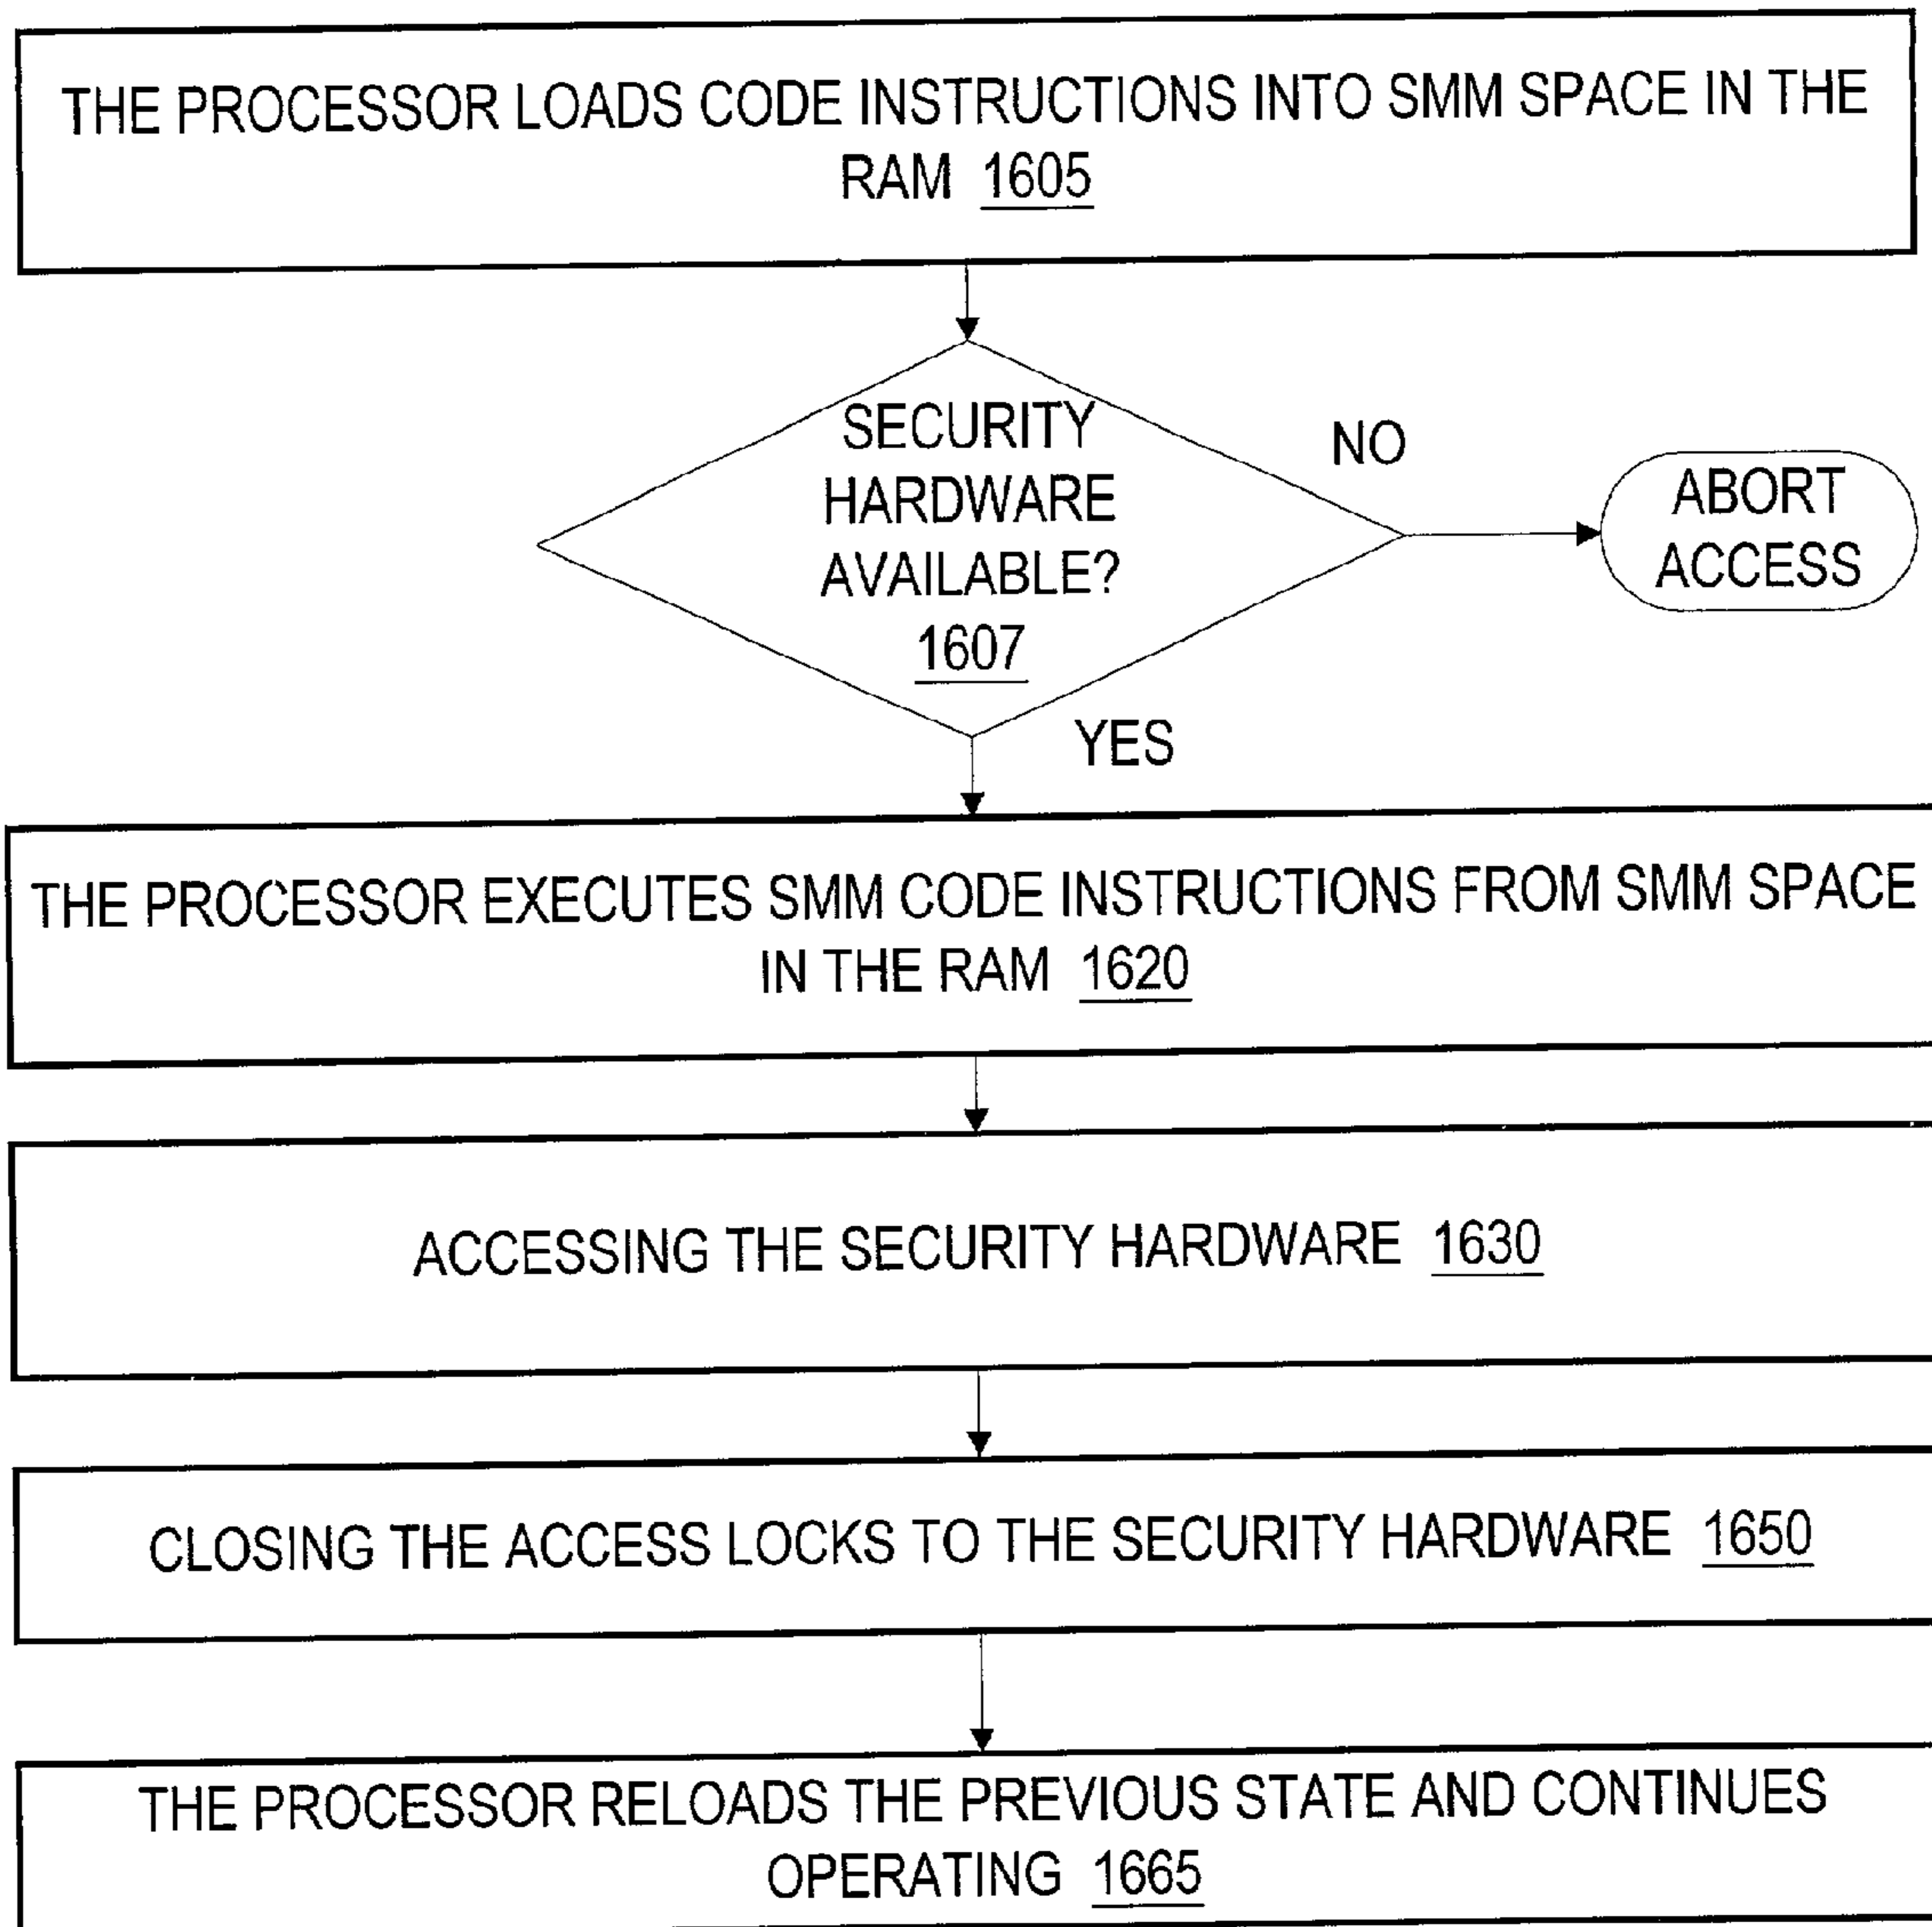 THE PROCESSOR LOADS CODE INSTRUCTIONS INTO SMM SPACE IN THE
RAM 1605
SECURITY
HARDWARE
AVAILABLE?
1607
NO
ABORT
ACCESS
YES
THE PROCESSOR EXECUTES SMM CODE INSTRUCTIONS FROM SMM SPACE
IN THE RAM 1620
ACCESSING THE SECURITY HARDWARE 1630
CLOSING THE ACCESS LOCKS TO THE SECURITY HARDWARE 1650
THE PROCESSOR RELOADS THE PREVIOUS STATE AND CONTINUES
OPERATING 1665